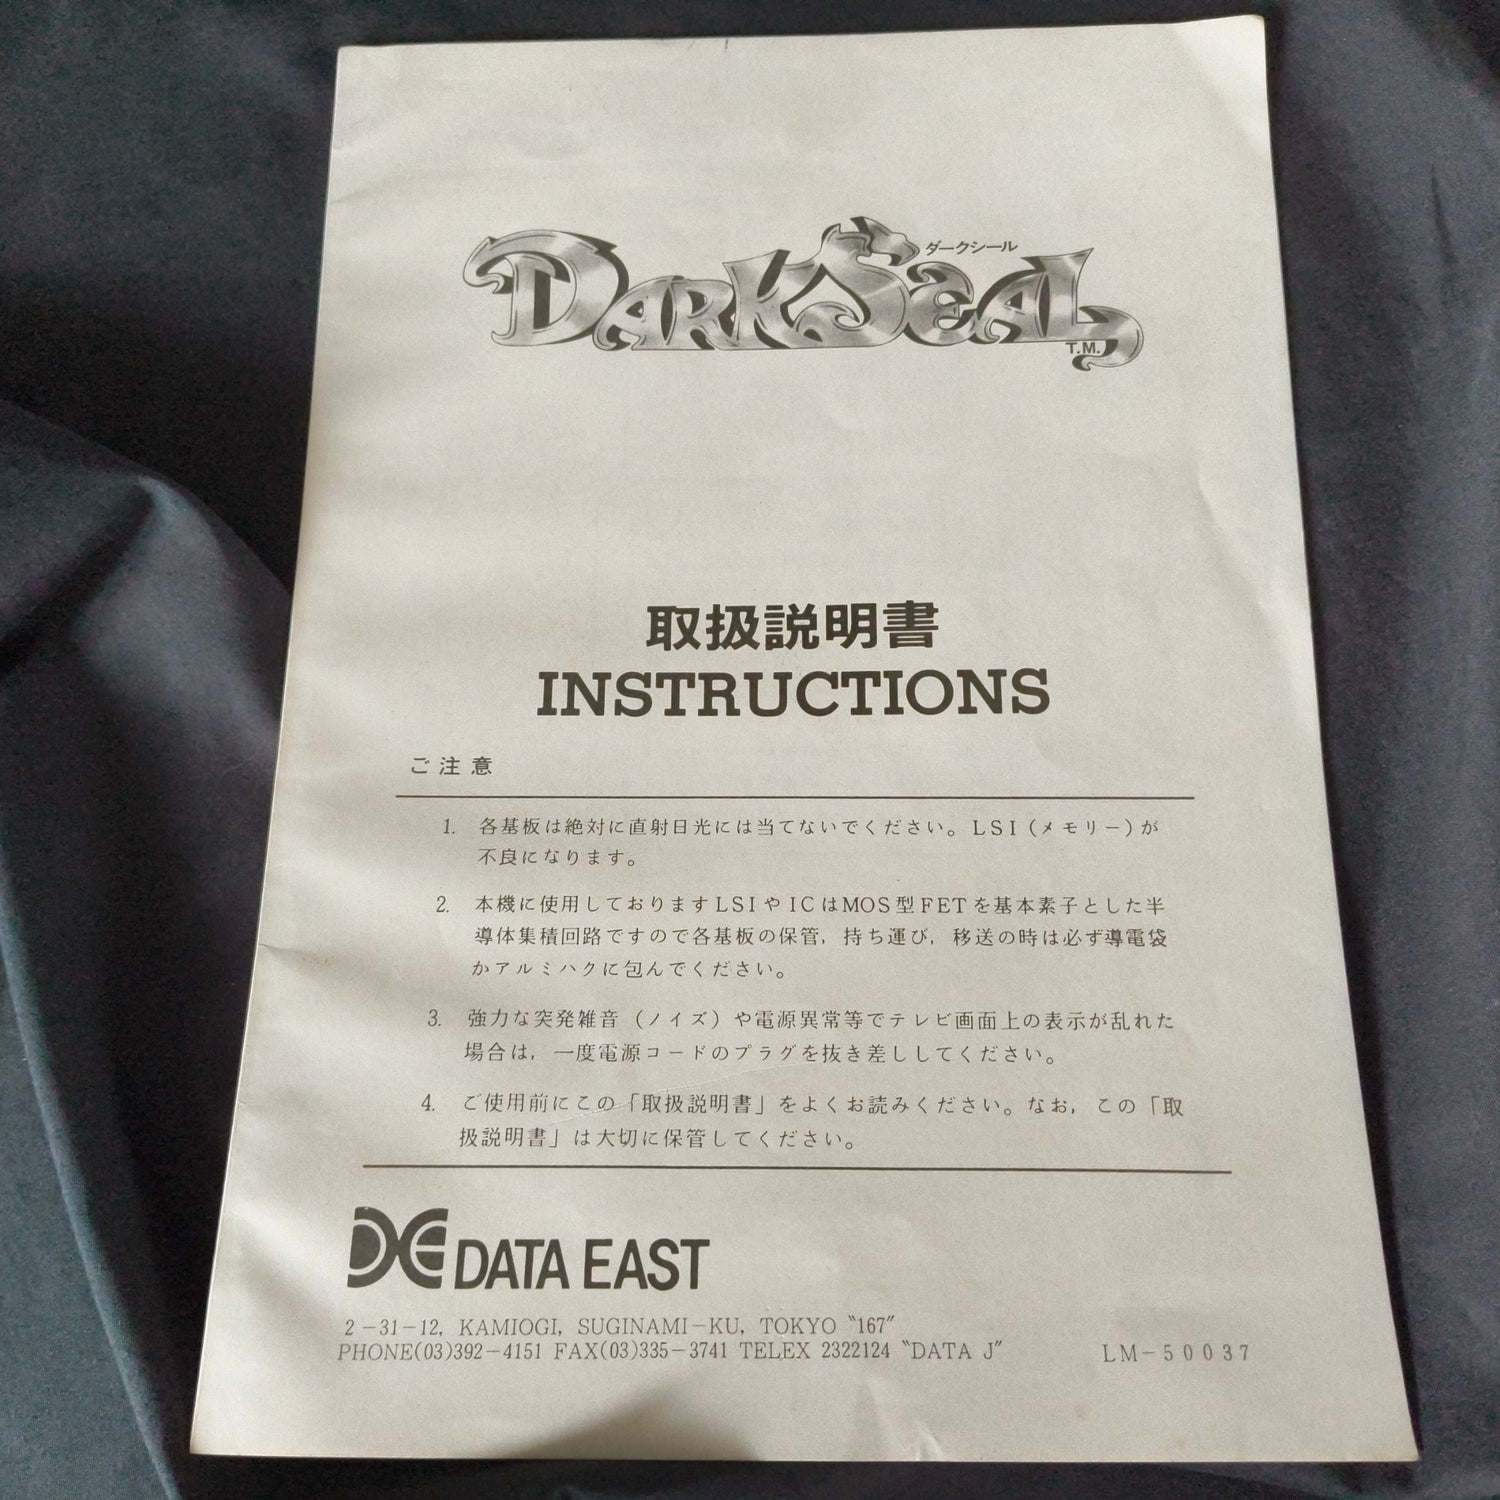 DARK SEAL
ダークシール
T.M.
取扱説明書
INSTRUCTIONS
ご注意
1. 各基板は絶対に直射日光には当てないでください。LSI(メモリー)が
不良になります。
2. 本機に使用しておりますLSIやICはMOS型FETを基本素子とした半
導体集積回路ですので各基板の保管,持ち運び,移送の時は必ず導電袋
かアルミハクに包んでください。
3. 強力な突発雑音(ノイズ)や電源異常等でテレビ画面上の表示が乱れた
場合は,一度電源コードのプラグを抜き差ししてください。
4. ご使用前にこの「取扱説明書」をよくお読みください。なお,この「取
扱説明書」は大切に保管してください。
DE DATA EAST
2-31-12, KAMIOGI, SUGINAMI-KU, TOKYO "167"
PHONE(03)392-4151 FAX(03)335-3741 TELEX 2322124 "DATA J"
LM-50037